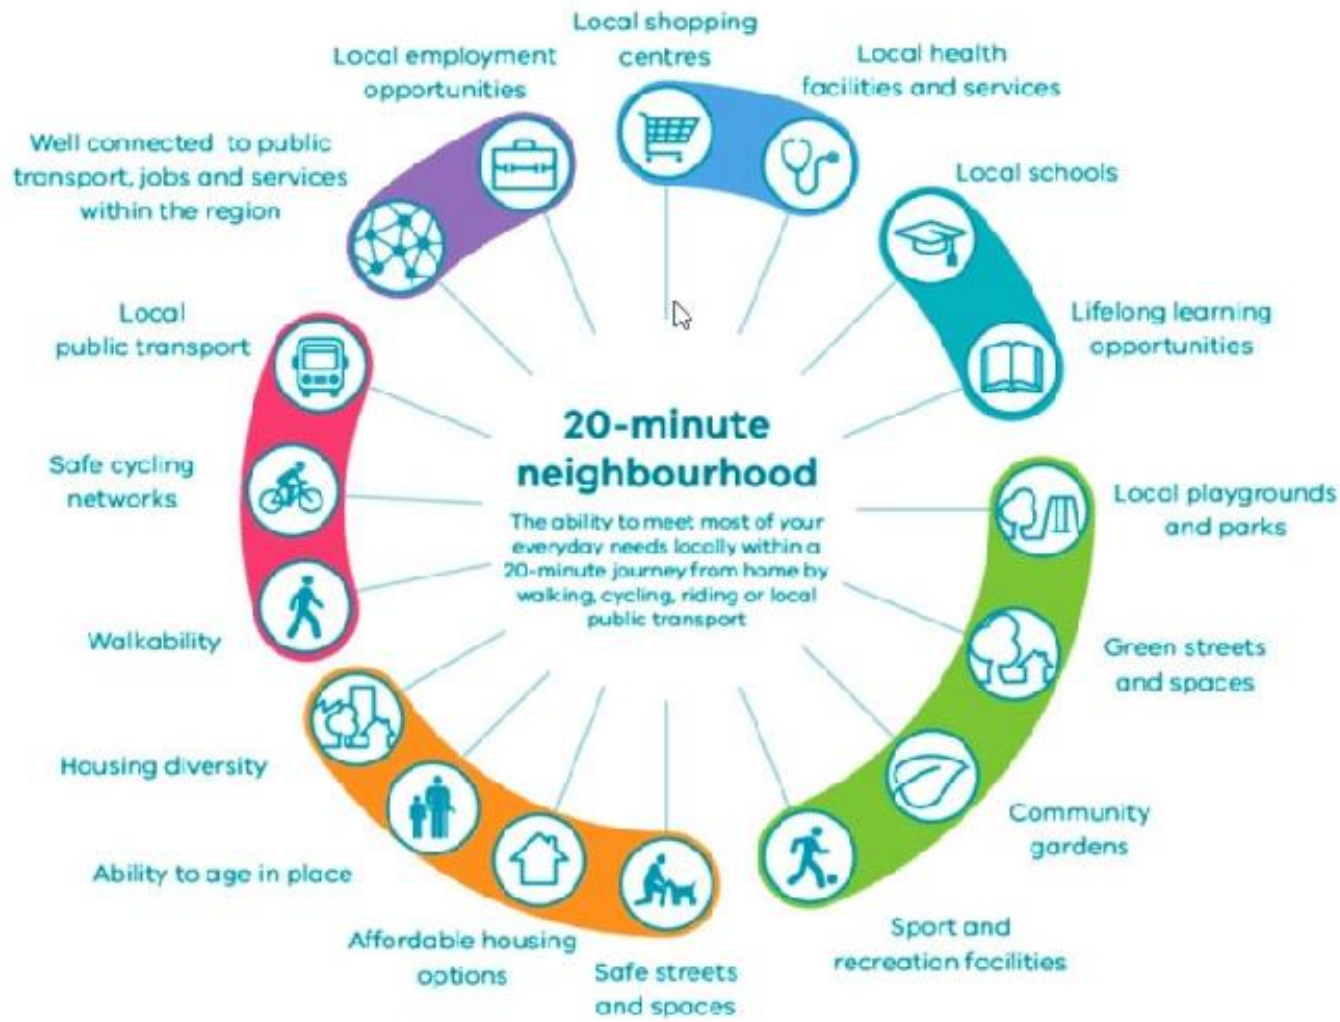 Local shopping
centres
Local health
facilities and services
Local schools
Lifelong learning
opportunities
Local playgrounds
and parks
Green streets
and spaces
Community
gardens
Sport and
recreation facilities
Safe streets
and spaces
Affordable housing
options
Ability to age in place
Housing diversity
Walkability
Safe cycling
networks
Local
public transport
Well connected to public
transport, jobs and services
within the region
Local employment
opportunities
20-minute
neighbourhood
The ability to meet most of your
everyday needs locally within a
20-minute journey from home by
walking, cycling, riding or local
public transport